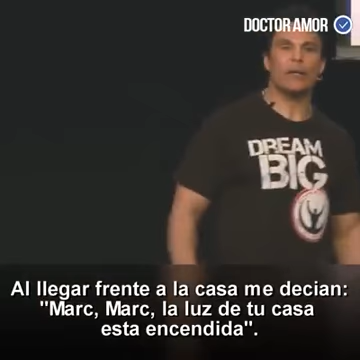 DOCTOR AMOR
DREAM
BIG
Al llegar frente a la casa me decian:
"Marc, Marc, la luz de tu casa
esta encendida".